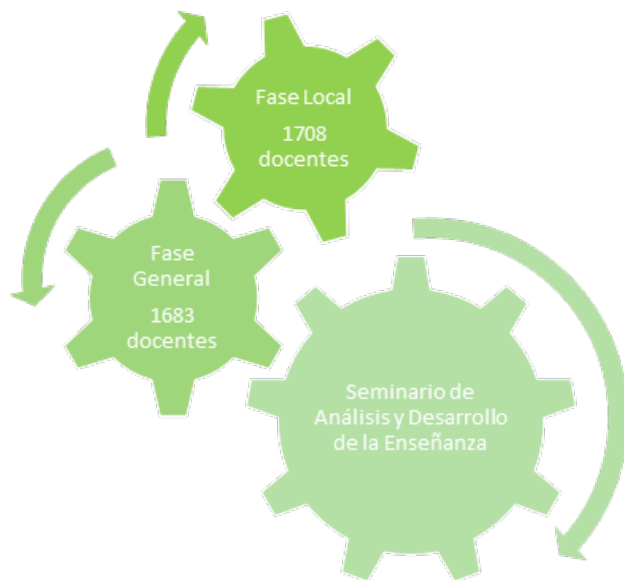 Fase Local
1708
docentes
Fase
General
1683
docentes
Seminario de
Análisis y Desarrollo
de la Enseñanza